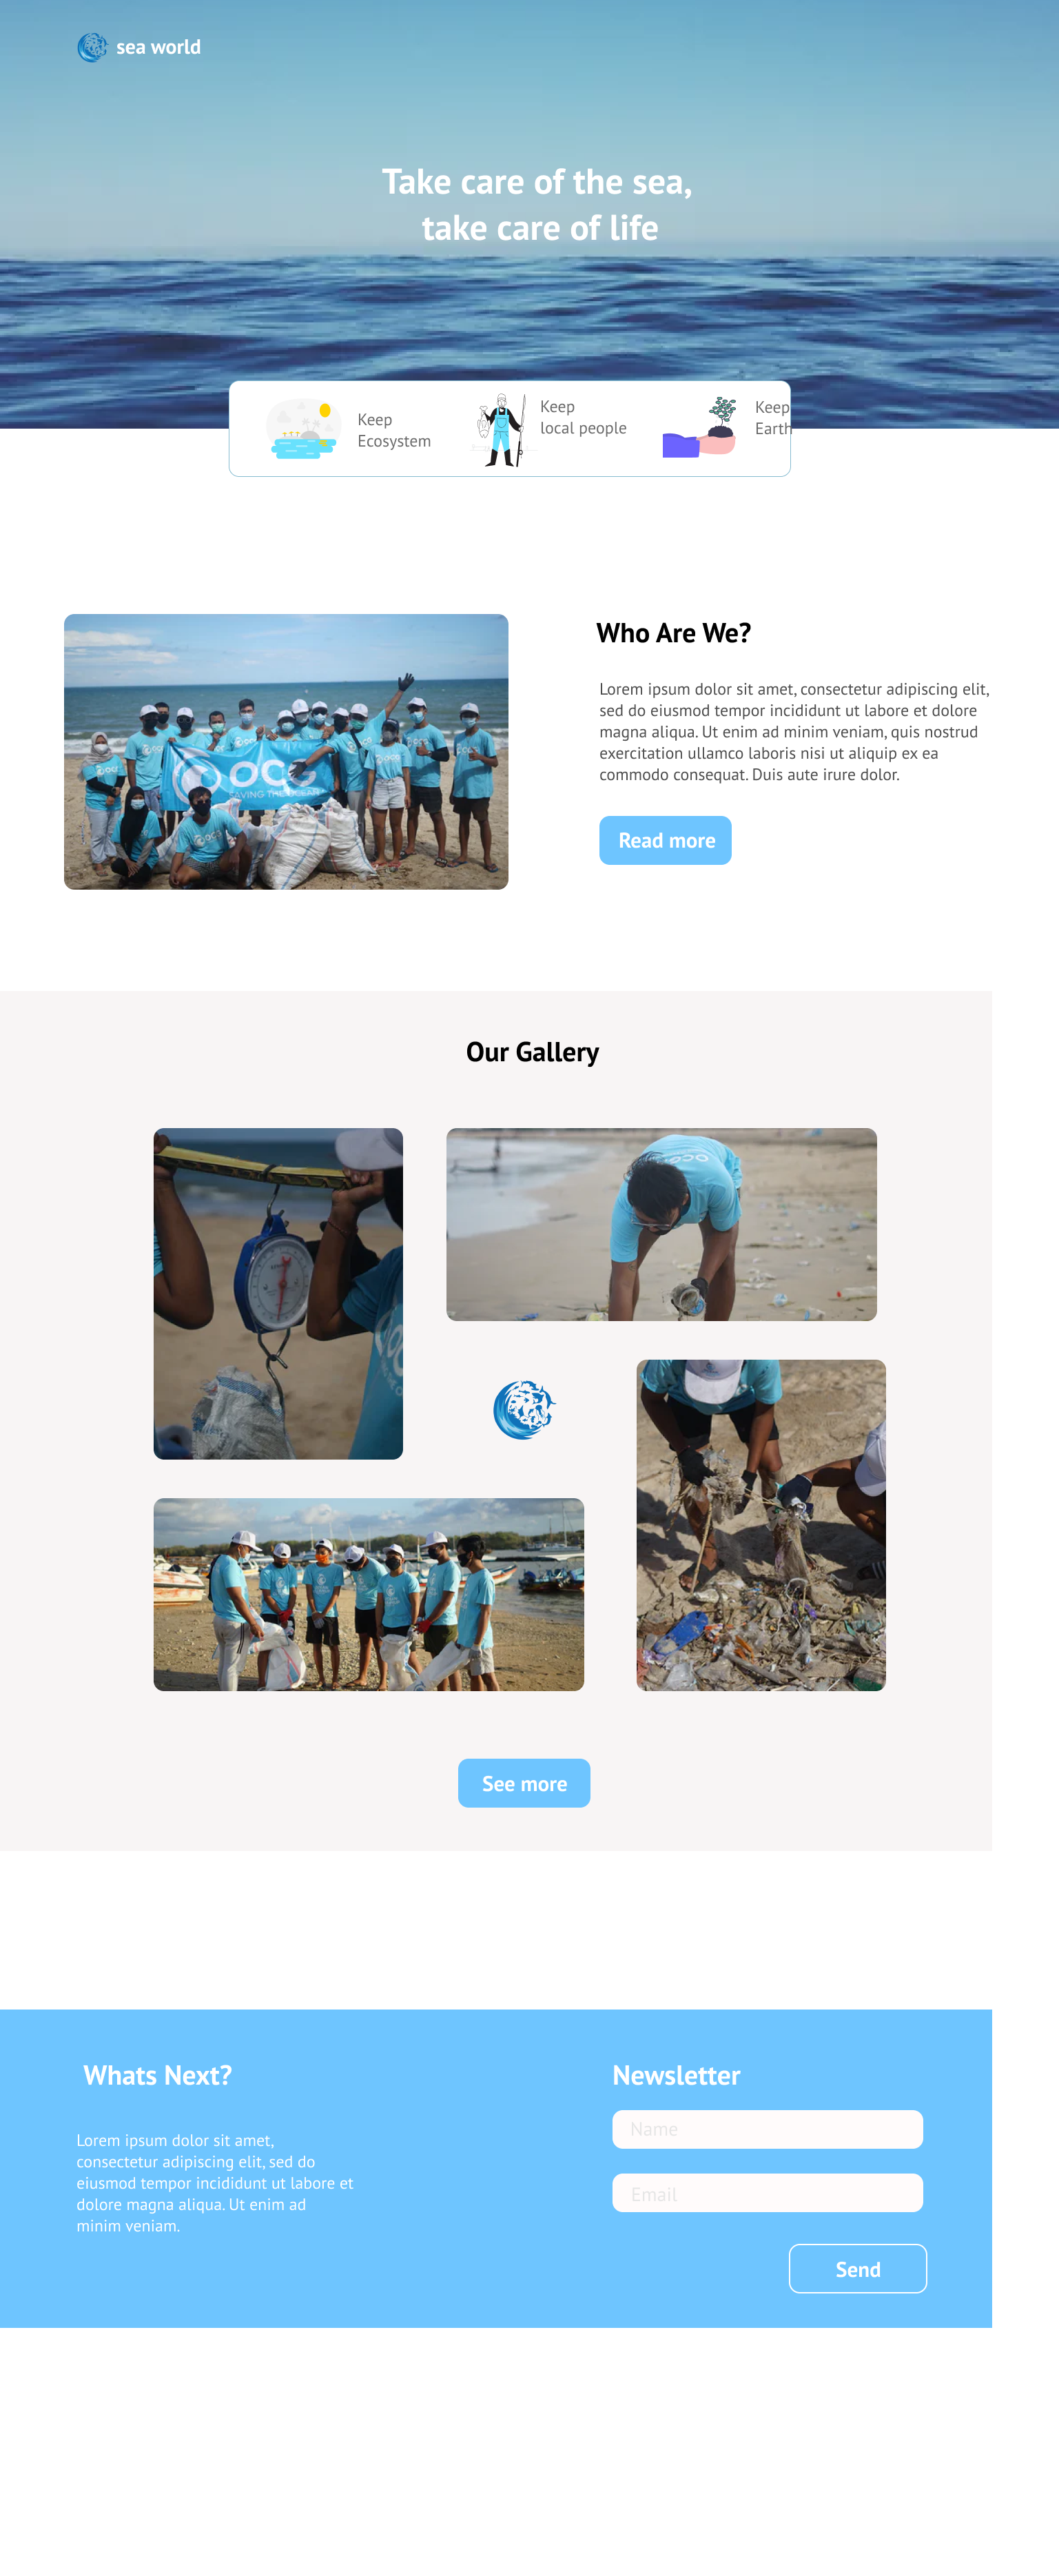 sea world
Take care of the sea,
take care of life
Keep
Ecosystem
Keep
local people
Keep
Earth
OCG
SAVING THE OCEAN
Who Are We?
Lorem ipsum dolor sit amet, consectetur adipiscing elit,
sed do eiusmod tempor incididunt ut labore et dolore
magna aliqua. Ut enim ad minim veniam, quis nostrud
exercitation ullamco laboris nisi ut aliquip ex ea
commodo consequat. Duis aute irure dolor.
Read more
Our Gallery
See more
Whats Next?
Lorem ipsum dolor sit amet,
consectetur adipiscing elit, sed do
eiusmod tempor incididunt ut labore et
dolore magna aliqua. Ut enim ad
minim veniam.
Newsletter
Name
Email
Send